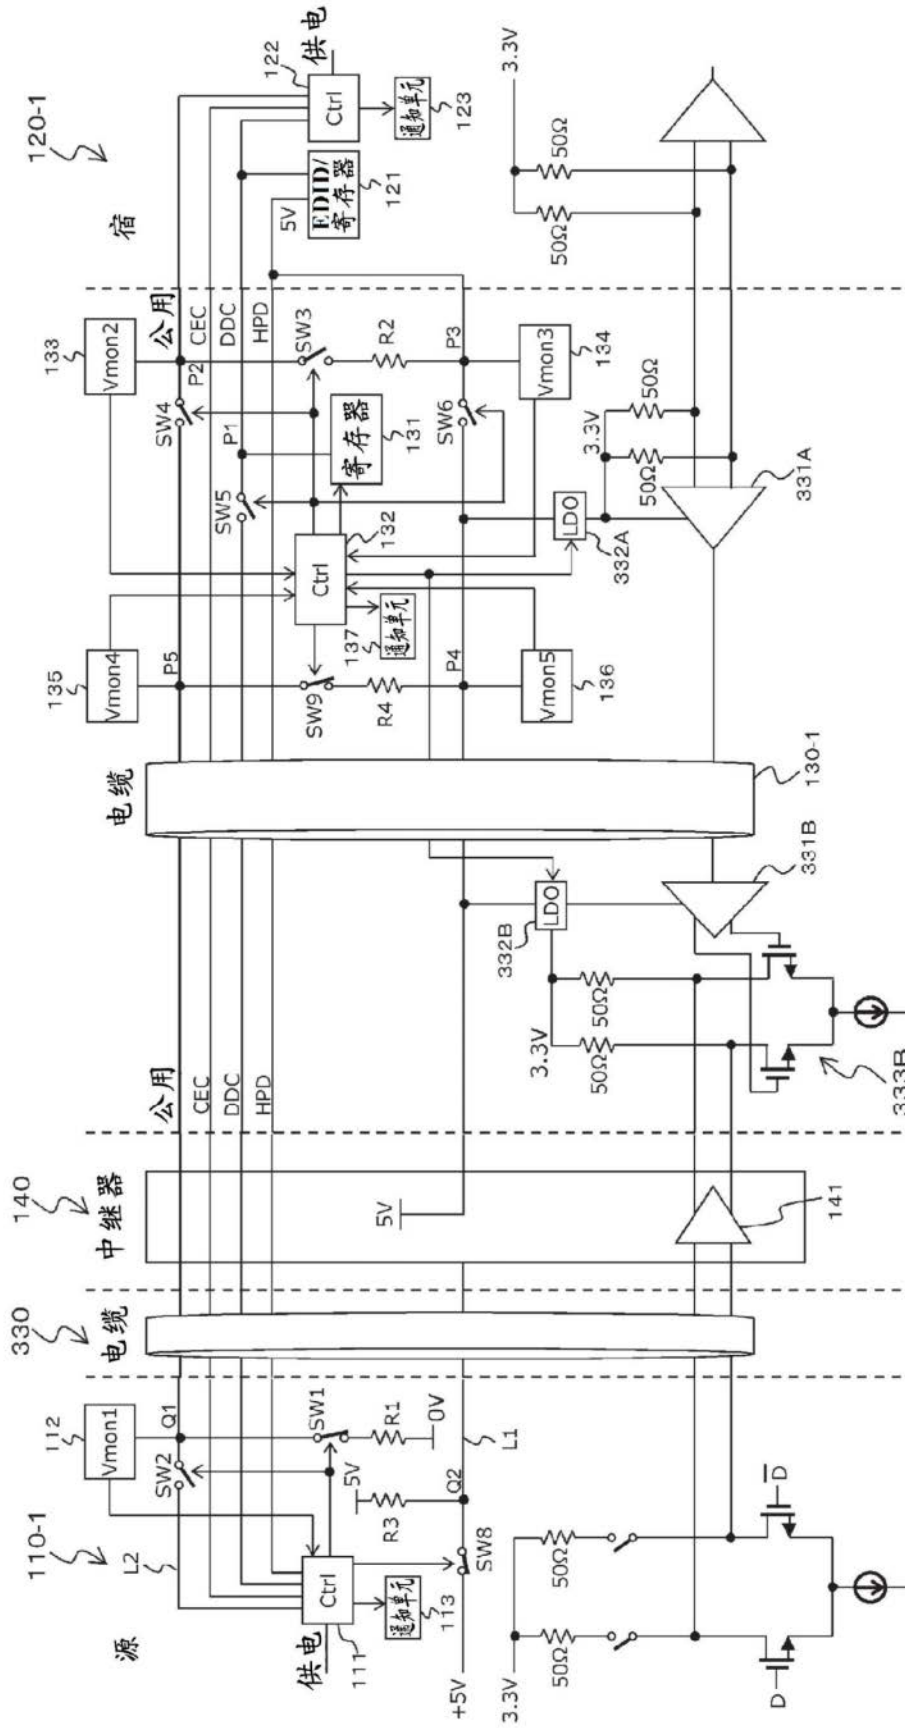 110-1
源
330
电缆
140
中继器
电缆
120-1
宿
112
Vmon1
L2
Q1
SW2
SW1
5V
R1
0V
R3
Q2
L1
SW8
供电
Ctrl
111
通知单元
113
+5V
3.3V
50Ω
50Ω
D
D̅
5V
141
公用
CEC
DDC
HPD
332B
LDO
3.3V
50Ω
50Ω
331B
333B
130-1
135
Vmon4
P5
133
Vmon2
P2
公用
CEC
DDC
HPD
SW4
SW5
P1
SW3
R2
P3
寄存器
131
Ctrl
132
137
通知单元
SW9
R4
P4
SW6
Vmon5
136
Vmon3
134
LDO
332A
3.3V
50Ω
50Ω
331A
122
供电
Ctrl
通知单元
123
5V
EDID/
寄存器
121
3.3V
50Ω
50Ω